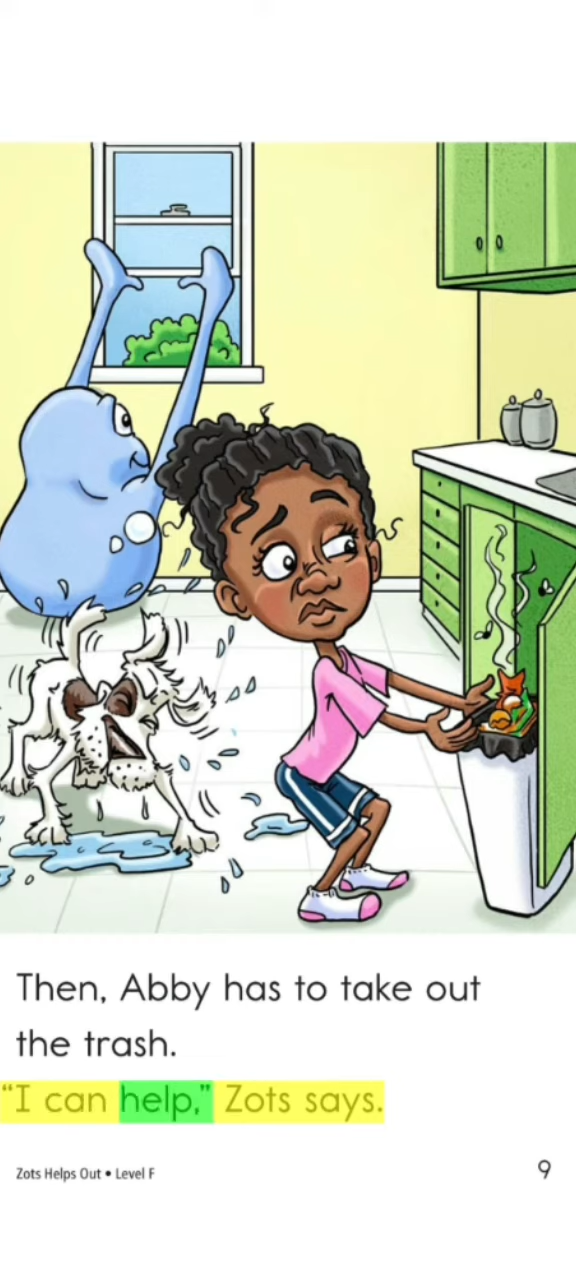 Then, Abby has to take out
the trash.
“I can help,” Zots says.
Zots Helps Out • Level F
9